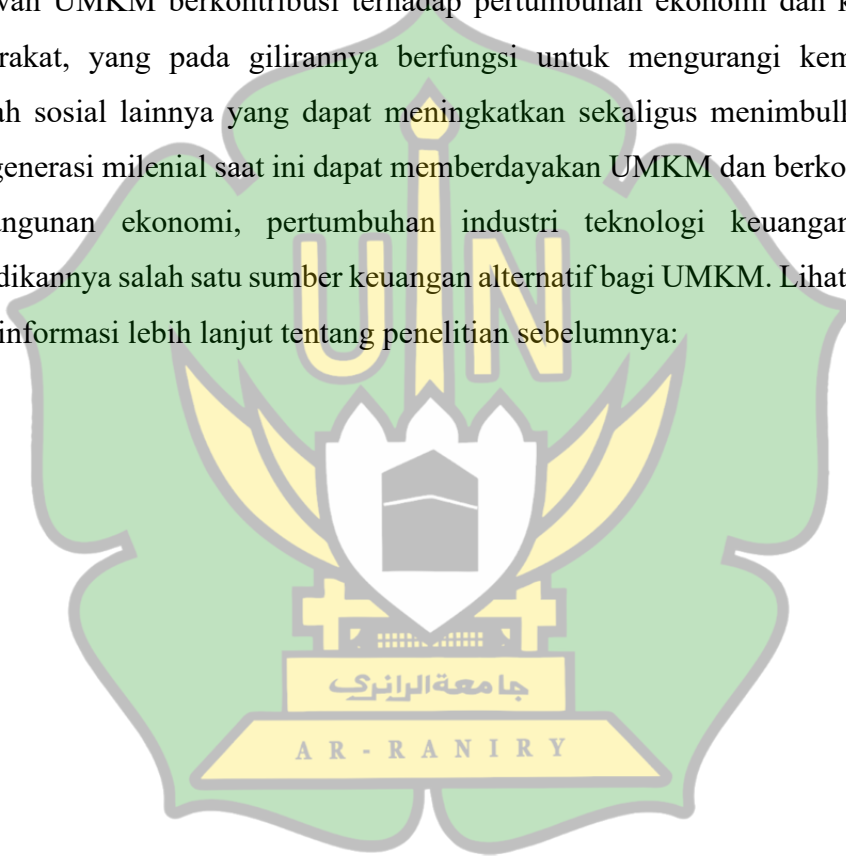 UMKM berkontribusi terhadap pertumbuhan ekonomi dan
yang pada gilirannya berfungsi untuk mengurangi
sosial lainnya yang dapat meningkatkan sekaligus
generasi milenial saat ini dapat memberdayakan UMKM dan
ekonomi, pertumbuhan industri teknologi keuangan
salah satu sumber keuangan alternatif bagi UMKM. Lihat
informasi lebih lanjut tentang penelitian sebelumnya:
UIN
جامعة الرانري
AR-RANIRY